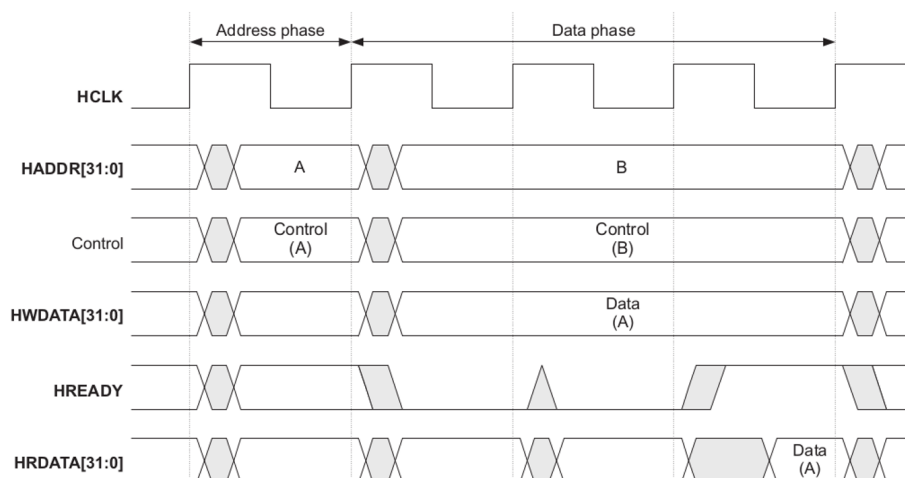 Address phase
Data phase
HCLK
HADDR[31:0]
A
B
Control
Control
(A)
Control
(B)
HWDATA[31:0]
Data
(A)
HREADY
HRDATA[31:0]
Data
(A)